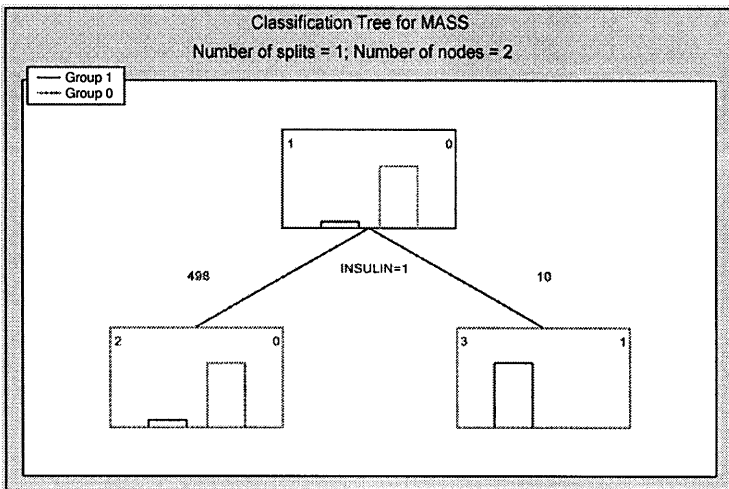 Classification Tree for MASS
Number of splits = 1; Number of nodes = 2
Group 1
Group 0
1 0
498 INSULIN=1 10
2 0 3 1